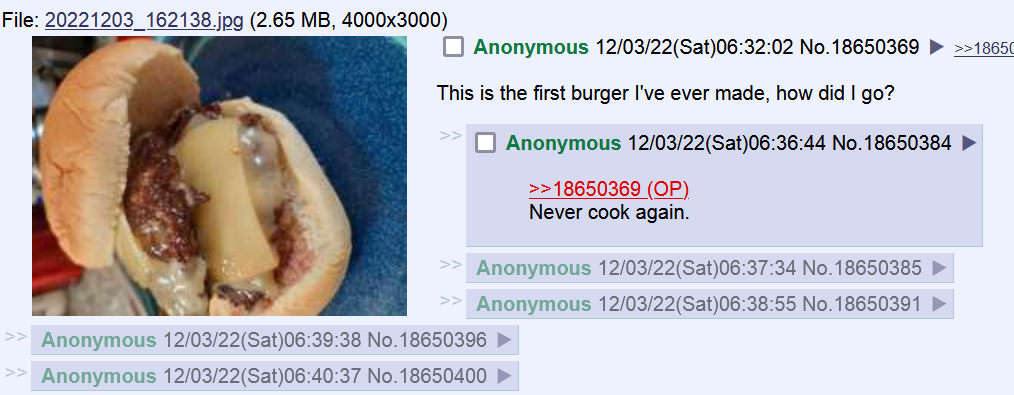 File: 20221203_162138.jpg (2.65 MB, 4000x3000)
Anonymous 12/03/22(Sat)06:32:02 No.18650369 ▶ >>18650
This is the first burger I've ever made, how did I go?
>> Anonymous 12/03/22(Sat)06:36:44 No.18650384 ▶
>>18650369 (OP)
Never cook again.
>> Anonymous 12/03/22(Sat)06:37:34 No.18650385 ▶
>> Anonymous 12/03/22(Sat)06:38:55 No.18650391 ▶
>> Anonymous 12/03/22(Sat)06:39:38 No.18650396 ▶
>> Anonymous 12/03/22(Sat)06:40:37 No.18650400 ▶